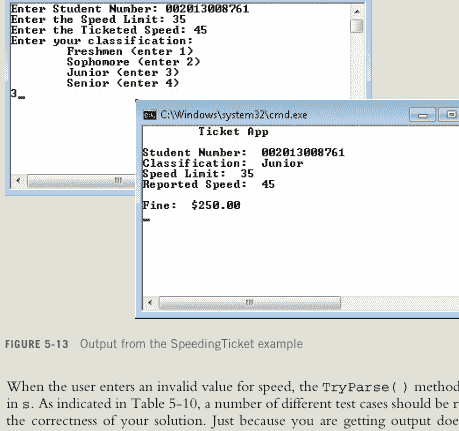 Enter Student Number: 002013008761
Enter the Speed Limit: 35
Enter the Ticketed Speed: 45
Enter your classification:
Freshmen (enter 1)
Sophomore (enter 2)
Junior (enter 3)
Senior (enter 4)
3_
C:\Windows\system32\cmd.exe
Ticket App
Student Number: 002013008761
Classification: Junior
Speed Limit: 35
Reported Speed: 45
Fine: $250.00
FIGURE 5-13 Output from the SpeedingTicket example
When the user enters an invalid value for speed, the TryParse( ) method
in s. As indicated in Table 5-10, a number of different test cases should be r
the correctness of your solution. Just because you are getting output doe